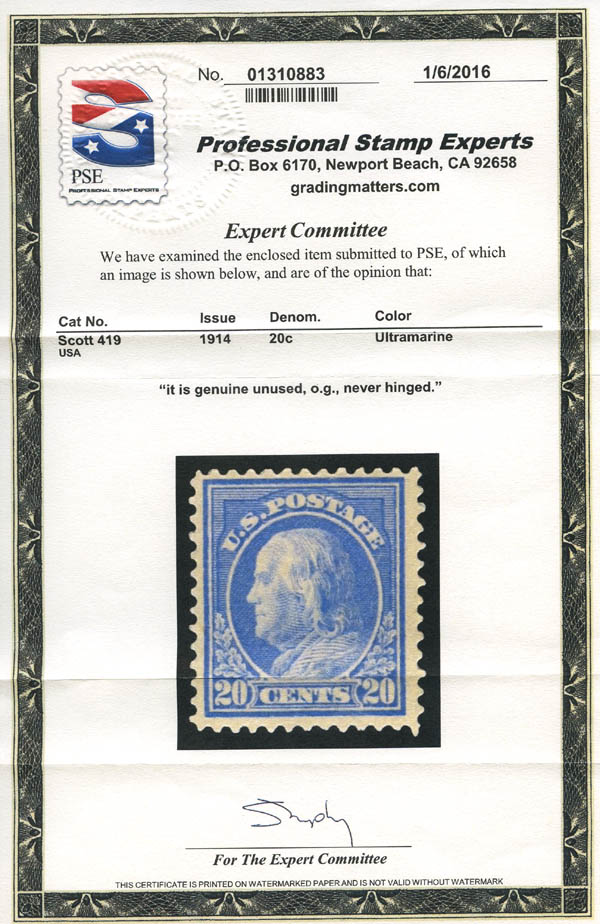 No. 01310883 1/6/2016
PSE
PROFESSIONAL STAMP EXPERTS
Professional Stamp Experts
P.O. Box 6170, Newport Beach, CA 92658
gradingmatters.com
Expert Committee
We have examined the enclosed item submitted to PSE, of which
an image is shown below, and are of the opinion that:
Cat No. Issue Denom. Color
Scott 419 1914 20c Ultramarine
USA
“it is genuine unused, o.g., never hinged.”
U.S. POSTAGE
20 CENTS 20
For The Expert Committee
THIS CERTIFICATE IS PRINTED ON WATERMARKED PAPER AND IS NOT VALID WITHOUT WATERMARK